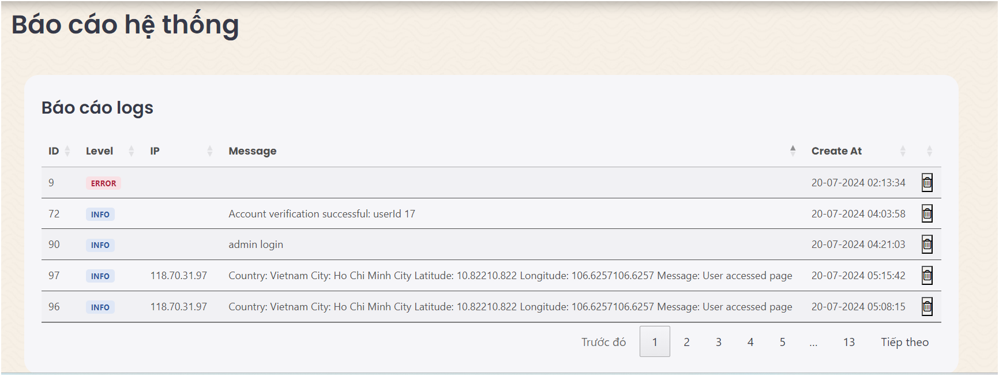 Báo cáo hệ thống
Báo cáo logs
ID Level IP Message Create At
9 ERROR 20-07-2024 02:13:34
72 INFO Account verification successful: userId 17 20-07-2024 04:03:58
90 INFO admin login 20-07-2024 04:21:03
97 INFO 118.70.31.97 Country: Vietnam City: Ho Chi Minh City Latitude: 10.82210.822 Longitude: 106.6257106.6257 Message: User accessed page 20-07-2024 05:15:42
96 INFO 118.70.31.97 Country: Vietnam City: Ho Chi Minh City Latitude: 10.82210.822 Longitude: 106.6257106.6257 Message: User accessed page 20-07-2024 05:08:15
Trước đó 1 2 3 4 5 ... 13 Tiếp theo